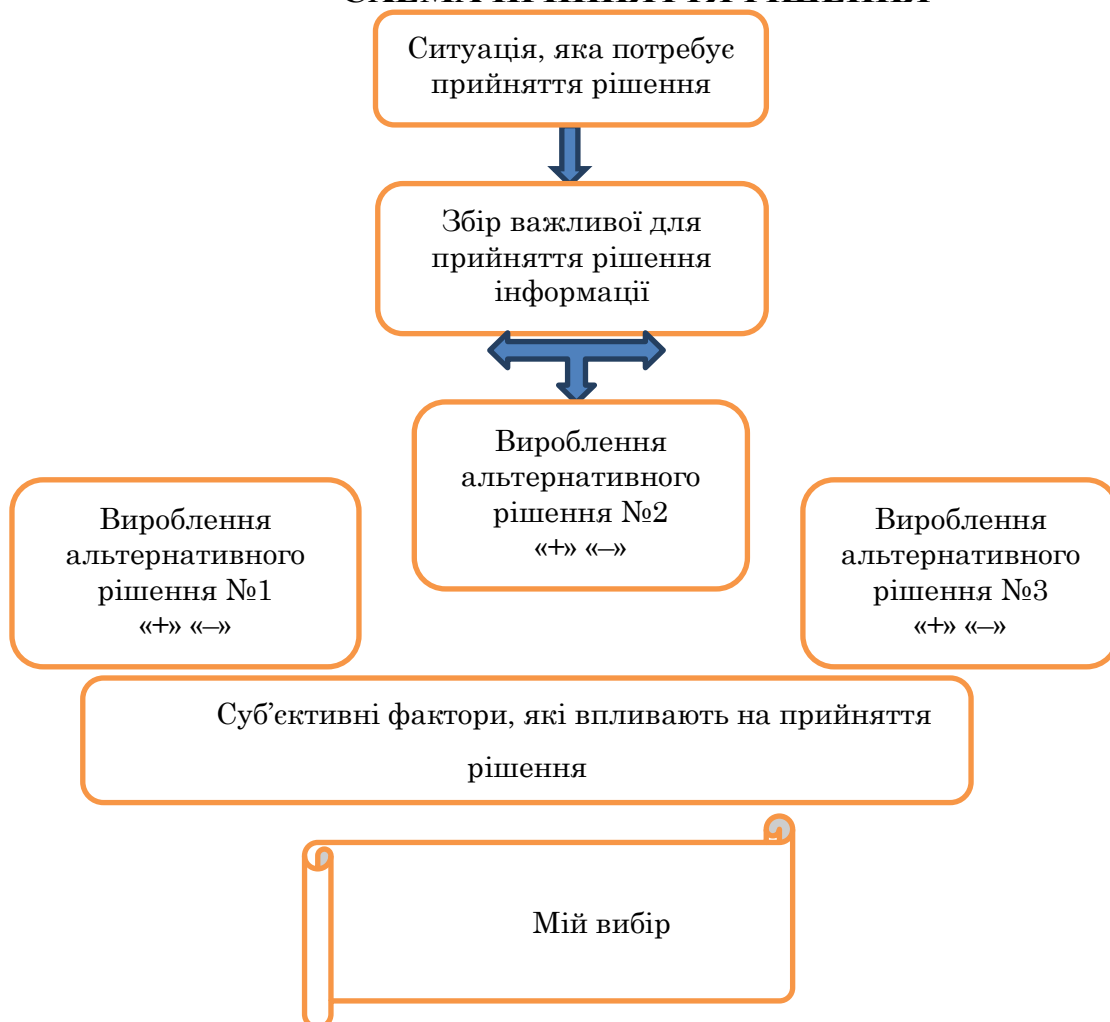 Ситуація, яка потребує
прийняття рішення
Збір важливої для
прийняття рішення
інформації
Вироблення
альтернативного
рішення №2
«+» «–»
Вироблення
альтернативного
рішення №1
«+» «–»
Вироблення
альтернативного
рішення №3
«+» «–»
Суб’єктивні фактори, які впливають на прийняття
рішення
Мій вибір